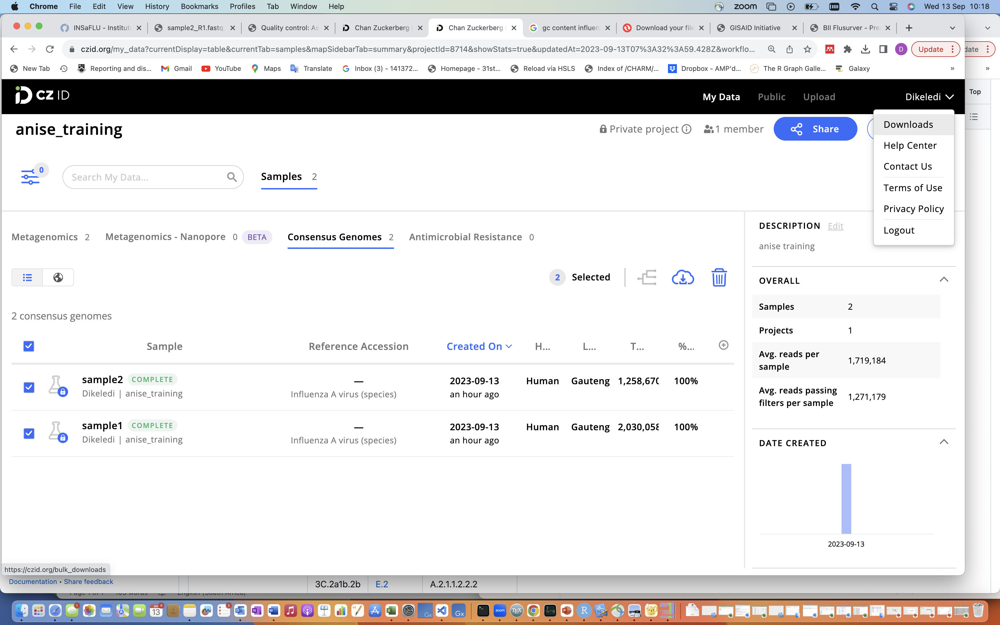 Chrome File Edit View History Bookmarks Profiles Tab Window Help zoom Wed 13 Sep 10:18
INSaFLU - Institut sample2_R1.fastq Quality control: As Chan Zuckerberg Chan Zuckerberg gc content influen Download your file GISAID Initiative BII Flusurver - Pre
czid.org/my_data?currentDisplay=table&currentTab=samples&mapSidebarTab=summary&projectId=8714&showStats=true&updatedAt=2023-09-13T07%3A32%3A59.428Z&workflo... D Update date
New Tab Reporting and dis... Gmail YouTube Maps Translate Inbox (3) - 141372... Homepage - 31st... Reload via HSLS Index of /CHARM/... Dropbox - AMP'd... The R Graph Galle... Galaxy » »
CZ ID My Data Public Upload Dikeledi
Top
anise_training Private project 1 member Share
Downloads
Help Center
Contact Us
Terms of Use
Privacy Policy
Logout
0 Search My Data... Samples 2
Metagenomics 2 Metagenomics - Nanopore 0 BETA Consensus Genomes 2 Antimicrobial Resistance 0
2 Selected
2 consensus genomes
Sample Reference Accession Created On H... L... T... %...
sample2 COMPLETE — 2023-09-13 Human Gauteng 1,258,670 100%
Dikeledi | anise_training Influenza A virus (species) an hour ago
sample1 COMPLETE — 2023-09-13 Human Gauteng 2,030,058 100%
Dikeledi | anise_training Influenza A virus (species) an hour ago
DESCRIPTION Edit
anise training
OVERALL
Samples 2
Projects 1
Avg. reads per
sample 1,719,184
Avg. reads passing
filters per sample 1,271,179
DATE CREATED
2023-09-13
https://czid.org/bulk_downloads
Documentation • Share feedback 3C.2a1b.2b E.2 A.2.1.1.2.2.2